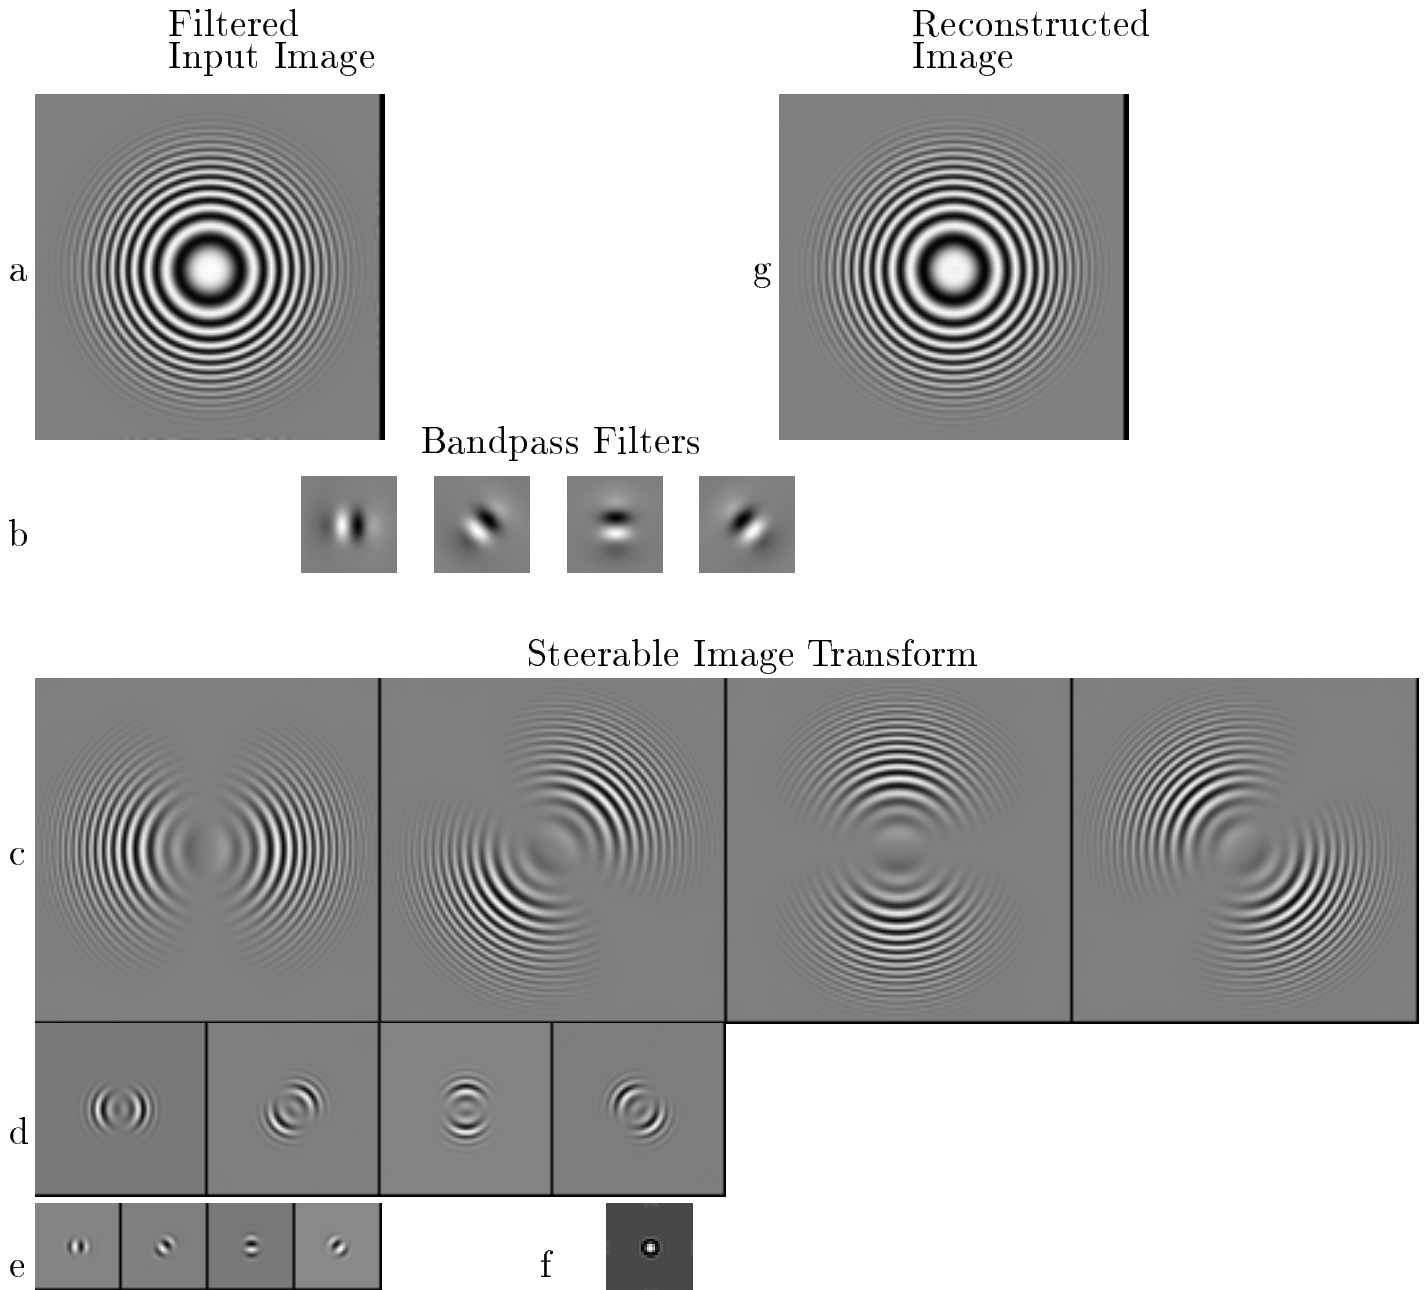 Filtered
Input Image
Reconstructed
Image
a
g
Bandpass Filters
b
Steerable Image Transform
c
d
e
f